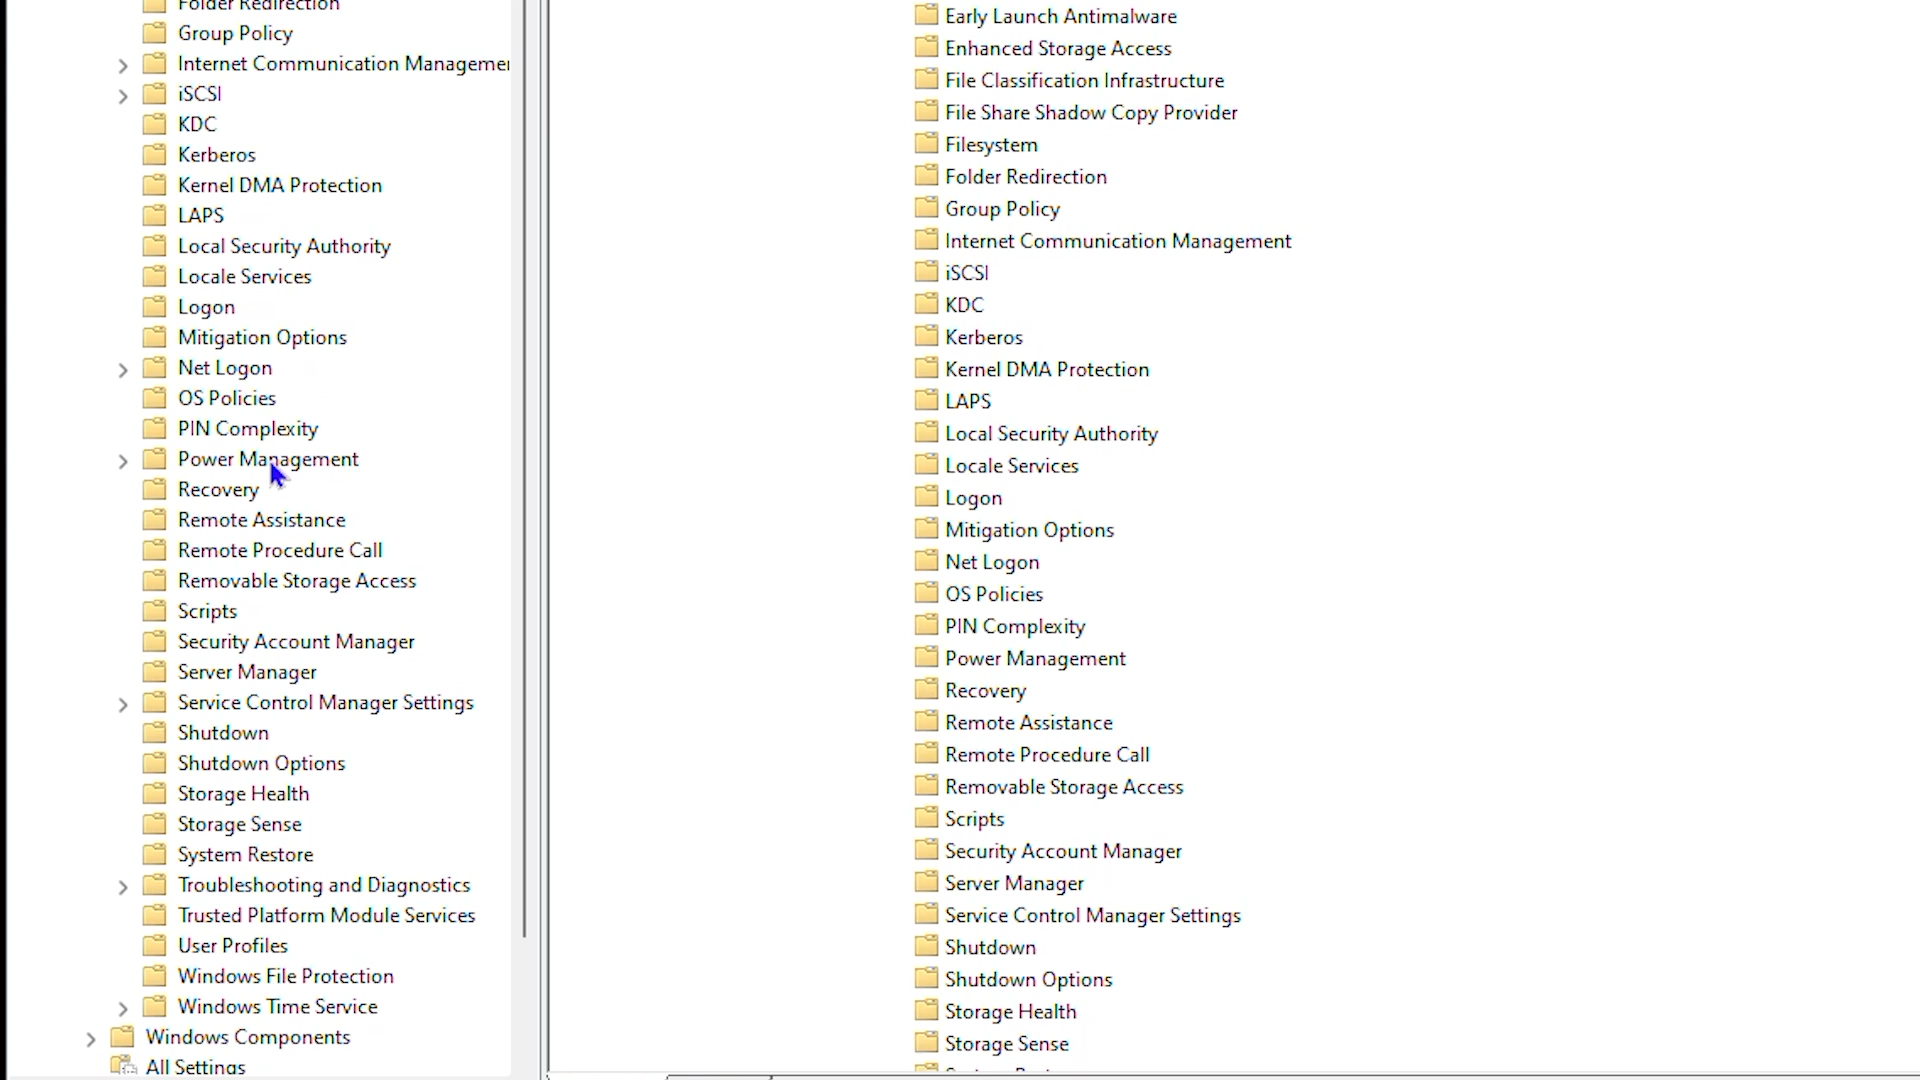 Folder Redirection
Group Policy
Internet Communication Managemen
iSCSI
KDC
Kerberos
Kernel DMA Protection
LAPS
Local Security Authority
Locale Services
Logon
Mitigation Options
Net Logon
OS Policies
PIN Complexity
Power Management
Recovery
Remote Assistance
Remote Procedure Call
Removable Storage Access
Scripts
Security Account Manager
Server Manager
Service Control Manager Settings
Shutdown
Shutdown Options
Storage Health
Storage Sense
System Restore
Troubleshooting and Diagnostics
Trusted Platform Module Services
User Profiles
Windows File Protection
Windows Time Service
Windows Components
All Settings
Early Launch Antimalware
Enhanced Storage Access
File Classification Infrastructure
File Share Shadow Copy Provider
Filesystem
Folder Redirection
Group Policy
Internet Communication Management
iSCSI
KDC
Kerberos
Kernel DMA Protection
LAPS
Local Security Authority
Locale Services
Logon
Mitigation Options
Net Logon
OS Policies
PIN Complexity
Power Management
Recovery
Remote Assistance
Remote Procedure Call
Removable Storage Access
Scripts
Security Account Manager
Server Manager
Service Control Manager Settings
Shutdown
Shutdown Options
Storage Health
Storage Sense